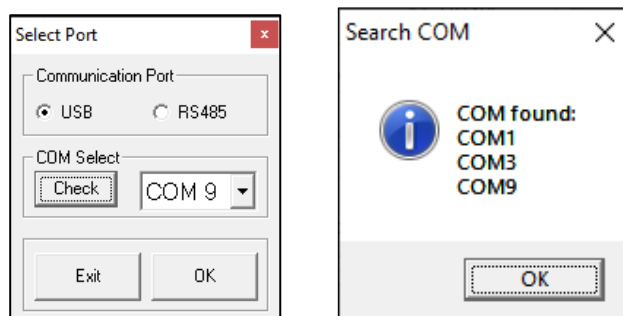 Select Port
x
Communication Port
USB
RS485
COM Select
Check
COM 9
Exit
OK
Search COM
COM found:
COM1
COM3
COM9
OK